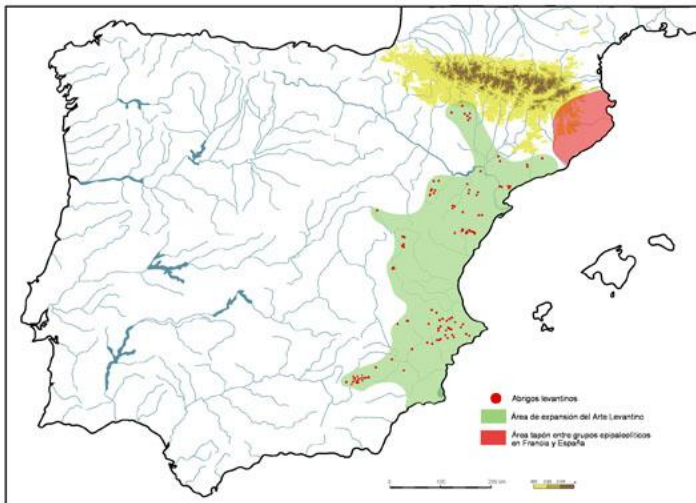 Abrigos levantinos
Área de expansión del Arte Levantino
Área tapón entre grupos epipaleolíticos
en Francia y España
0 100 200 km